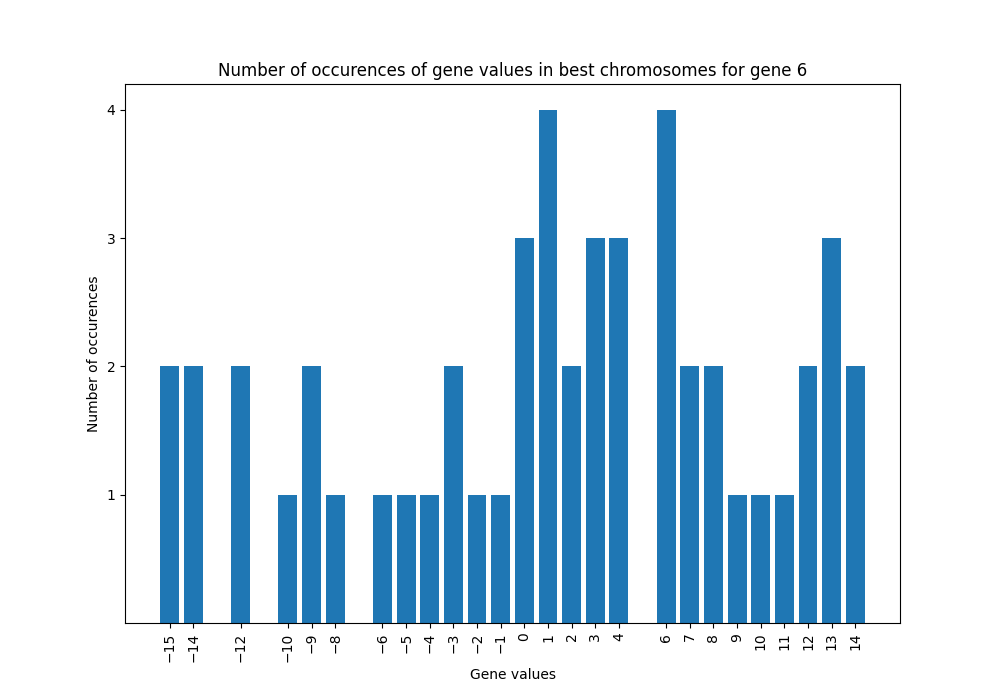 Number of occurences of gene values in best chromosomes for gene 6
Number of occurences
4
3
2
1
−15 −14 −12 −10 −9 −8 −6 −5 −4 −3 −2 −1 0 1 2 3 4 6 7 8 9 10 11 12 13 14
Gene values